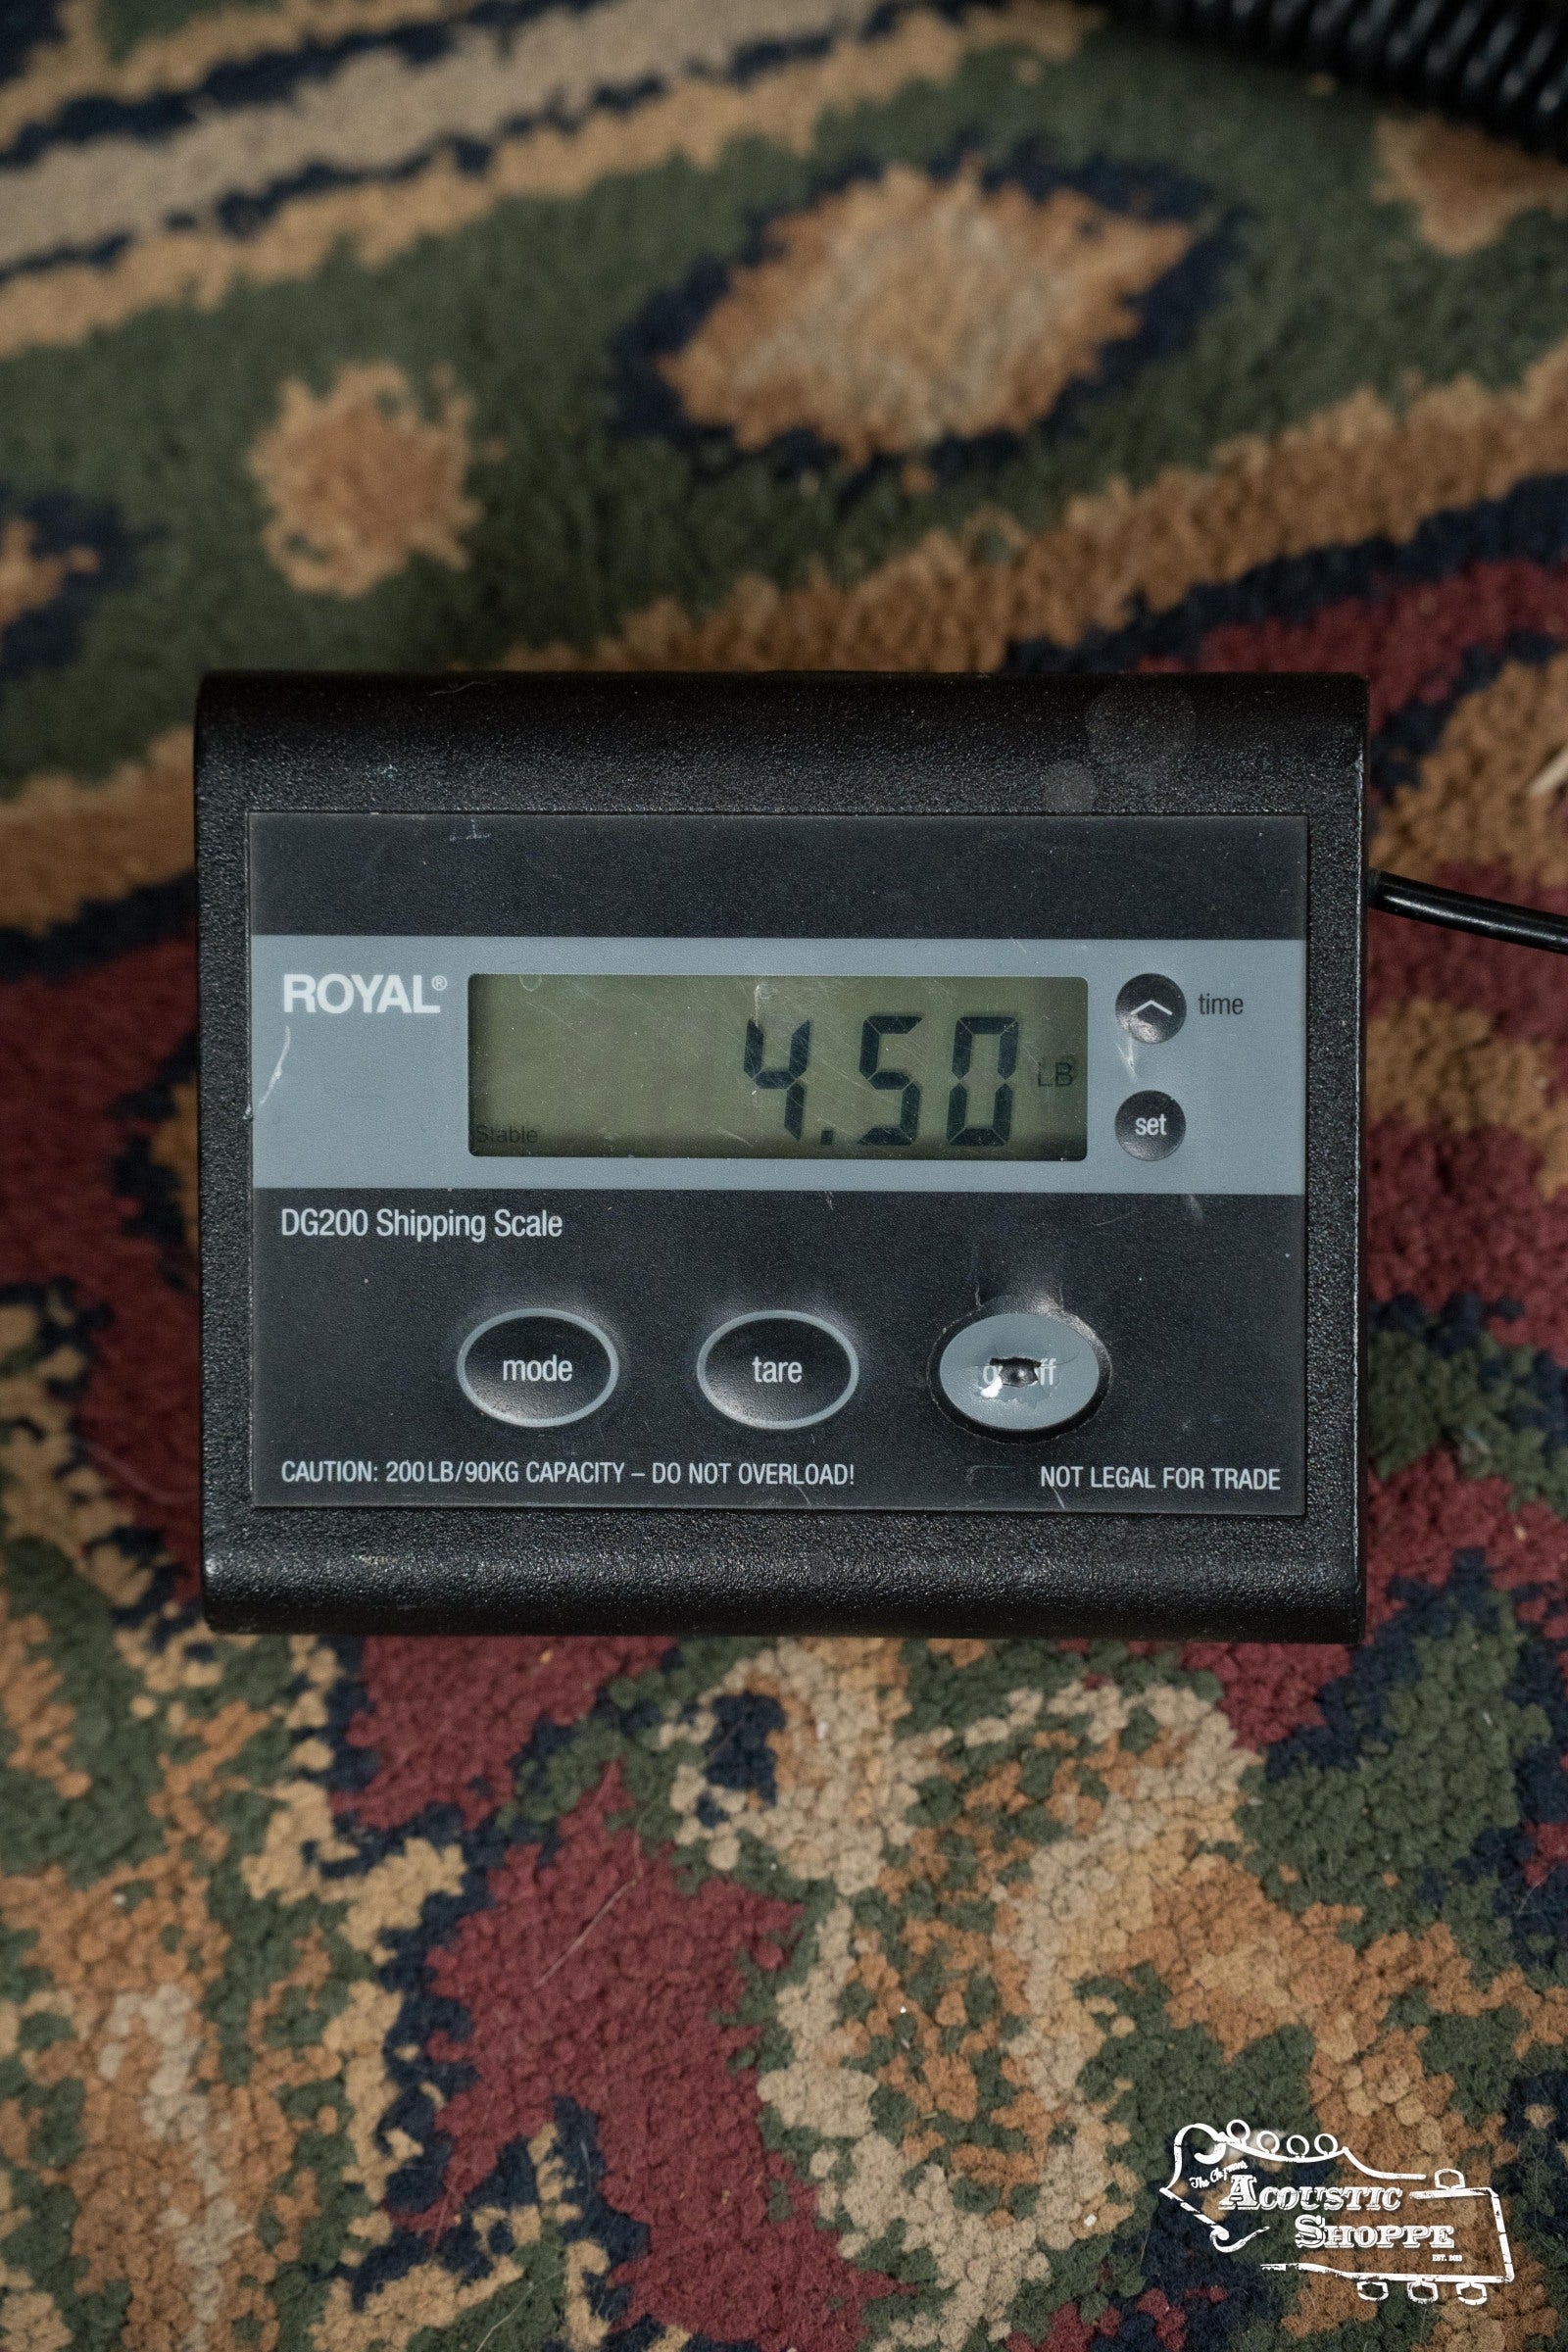 ROYAL®
4.50 LB
Stable
time
set
DG200 Shipping Scale
mode
tare
ff
CAUTION: 200LB/90KG CAPACITY – DO NOT OVERLOAD!
NOT LEGAL FOR TRADE
ACOUSTIC
SHOPPE